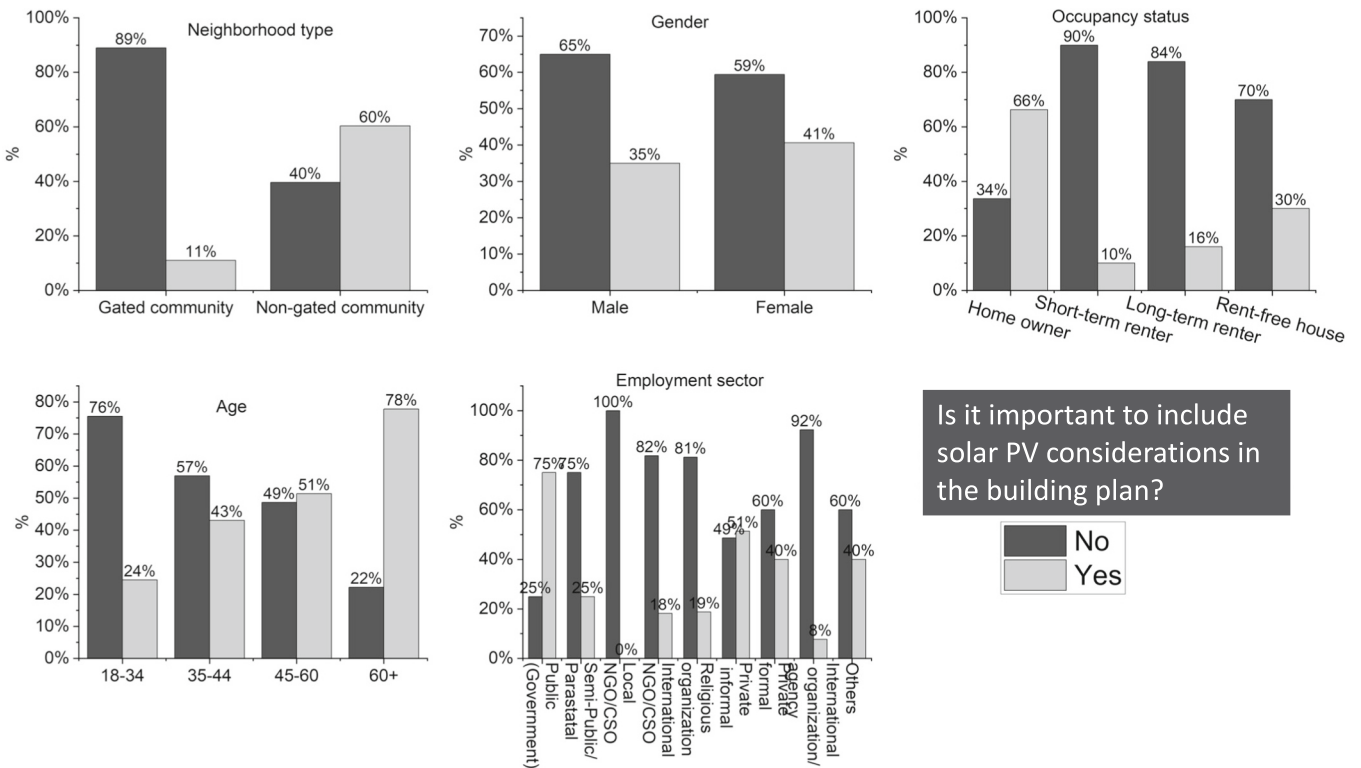 Neighborhood type
100%
80%
60%
40%
20%
0%
%
89%
11%
40%
60%
Gated community
Non-gated community
Gender
70%
60%
50%
40%
30%
20%
10%
0%
%
65%
35%
59%
41%
Male
Female
Occupancy status
100%
80%
60%
40%
20%
0%
%
34%
66%
90%
10%
84%
16%
70%
30%
Home owner
Short-term renter
Long-term renter
Rent-free house
Age
80%
70%
60%
50%
40%
30%
20%
10%
0%
%
76%
24%
57%
43%
49%
51%
22%
78%
18-34
35-44
45-60
60+
Employment sector
100%
80%
60%
40%
20%
0%
%
25%
75%
75%
25%
100%
0%
82%
18%
81%
19%
49%
51%
60%
40%
92%
8%
60%
40%
Public
(Government)
Semi-Public/
Parastatal
Local
NGO/CSO
International
NGO/CSO
Religious
organization
Private
informal
Private
formal
International
organization/
agency
Others
Is it important to include
solar PV considerations in
the building plan?
No
Yes